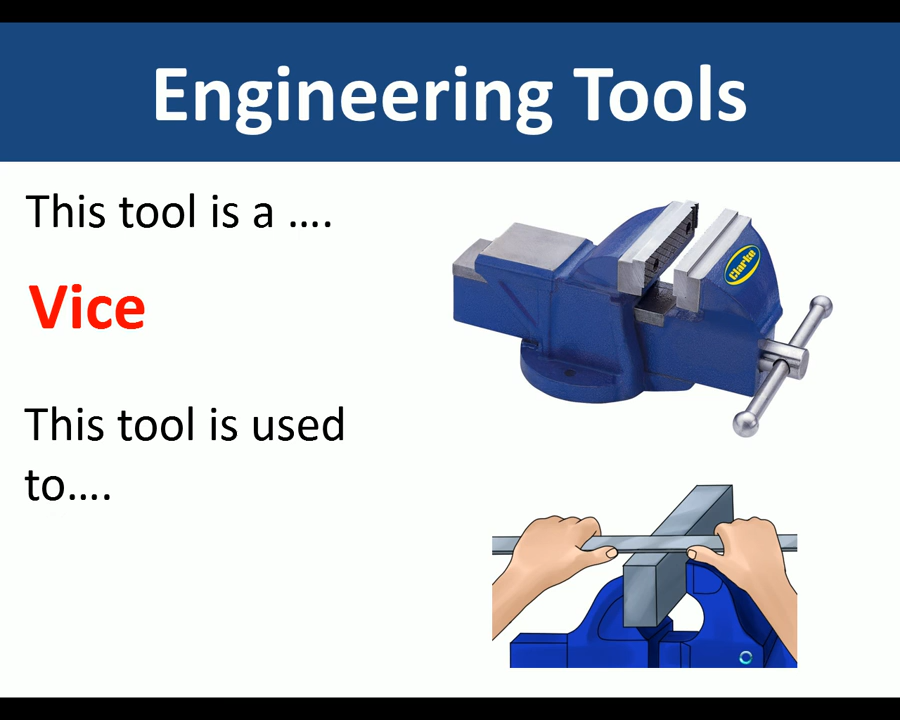 Engineering Tools
This tool is a ….
Vice
Clarke
This tool is used
to….